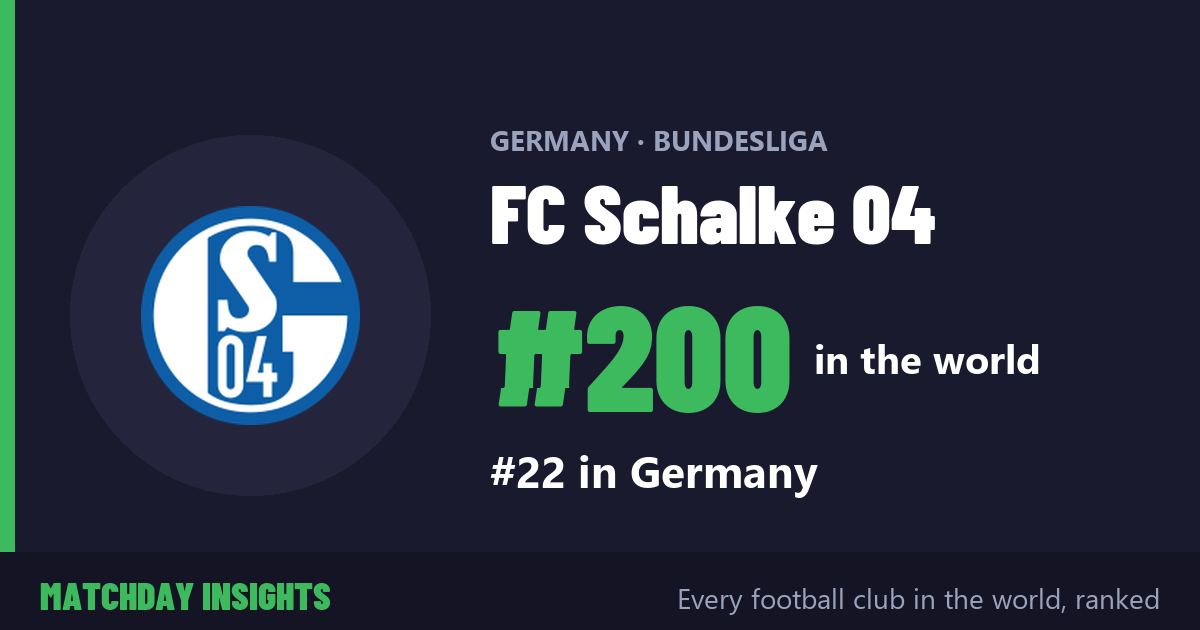 GERMANY · BUNDESLIGA
FC Schalke 04
S
04
G
#200 in the world
#22 in Germany
MATCHDAY INSIGHTS
Every football club in the world, ranked